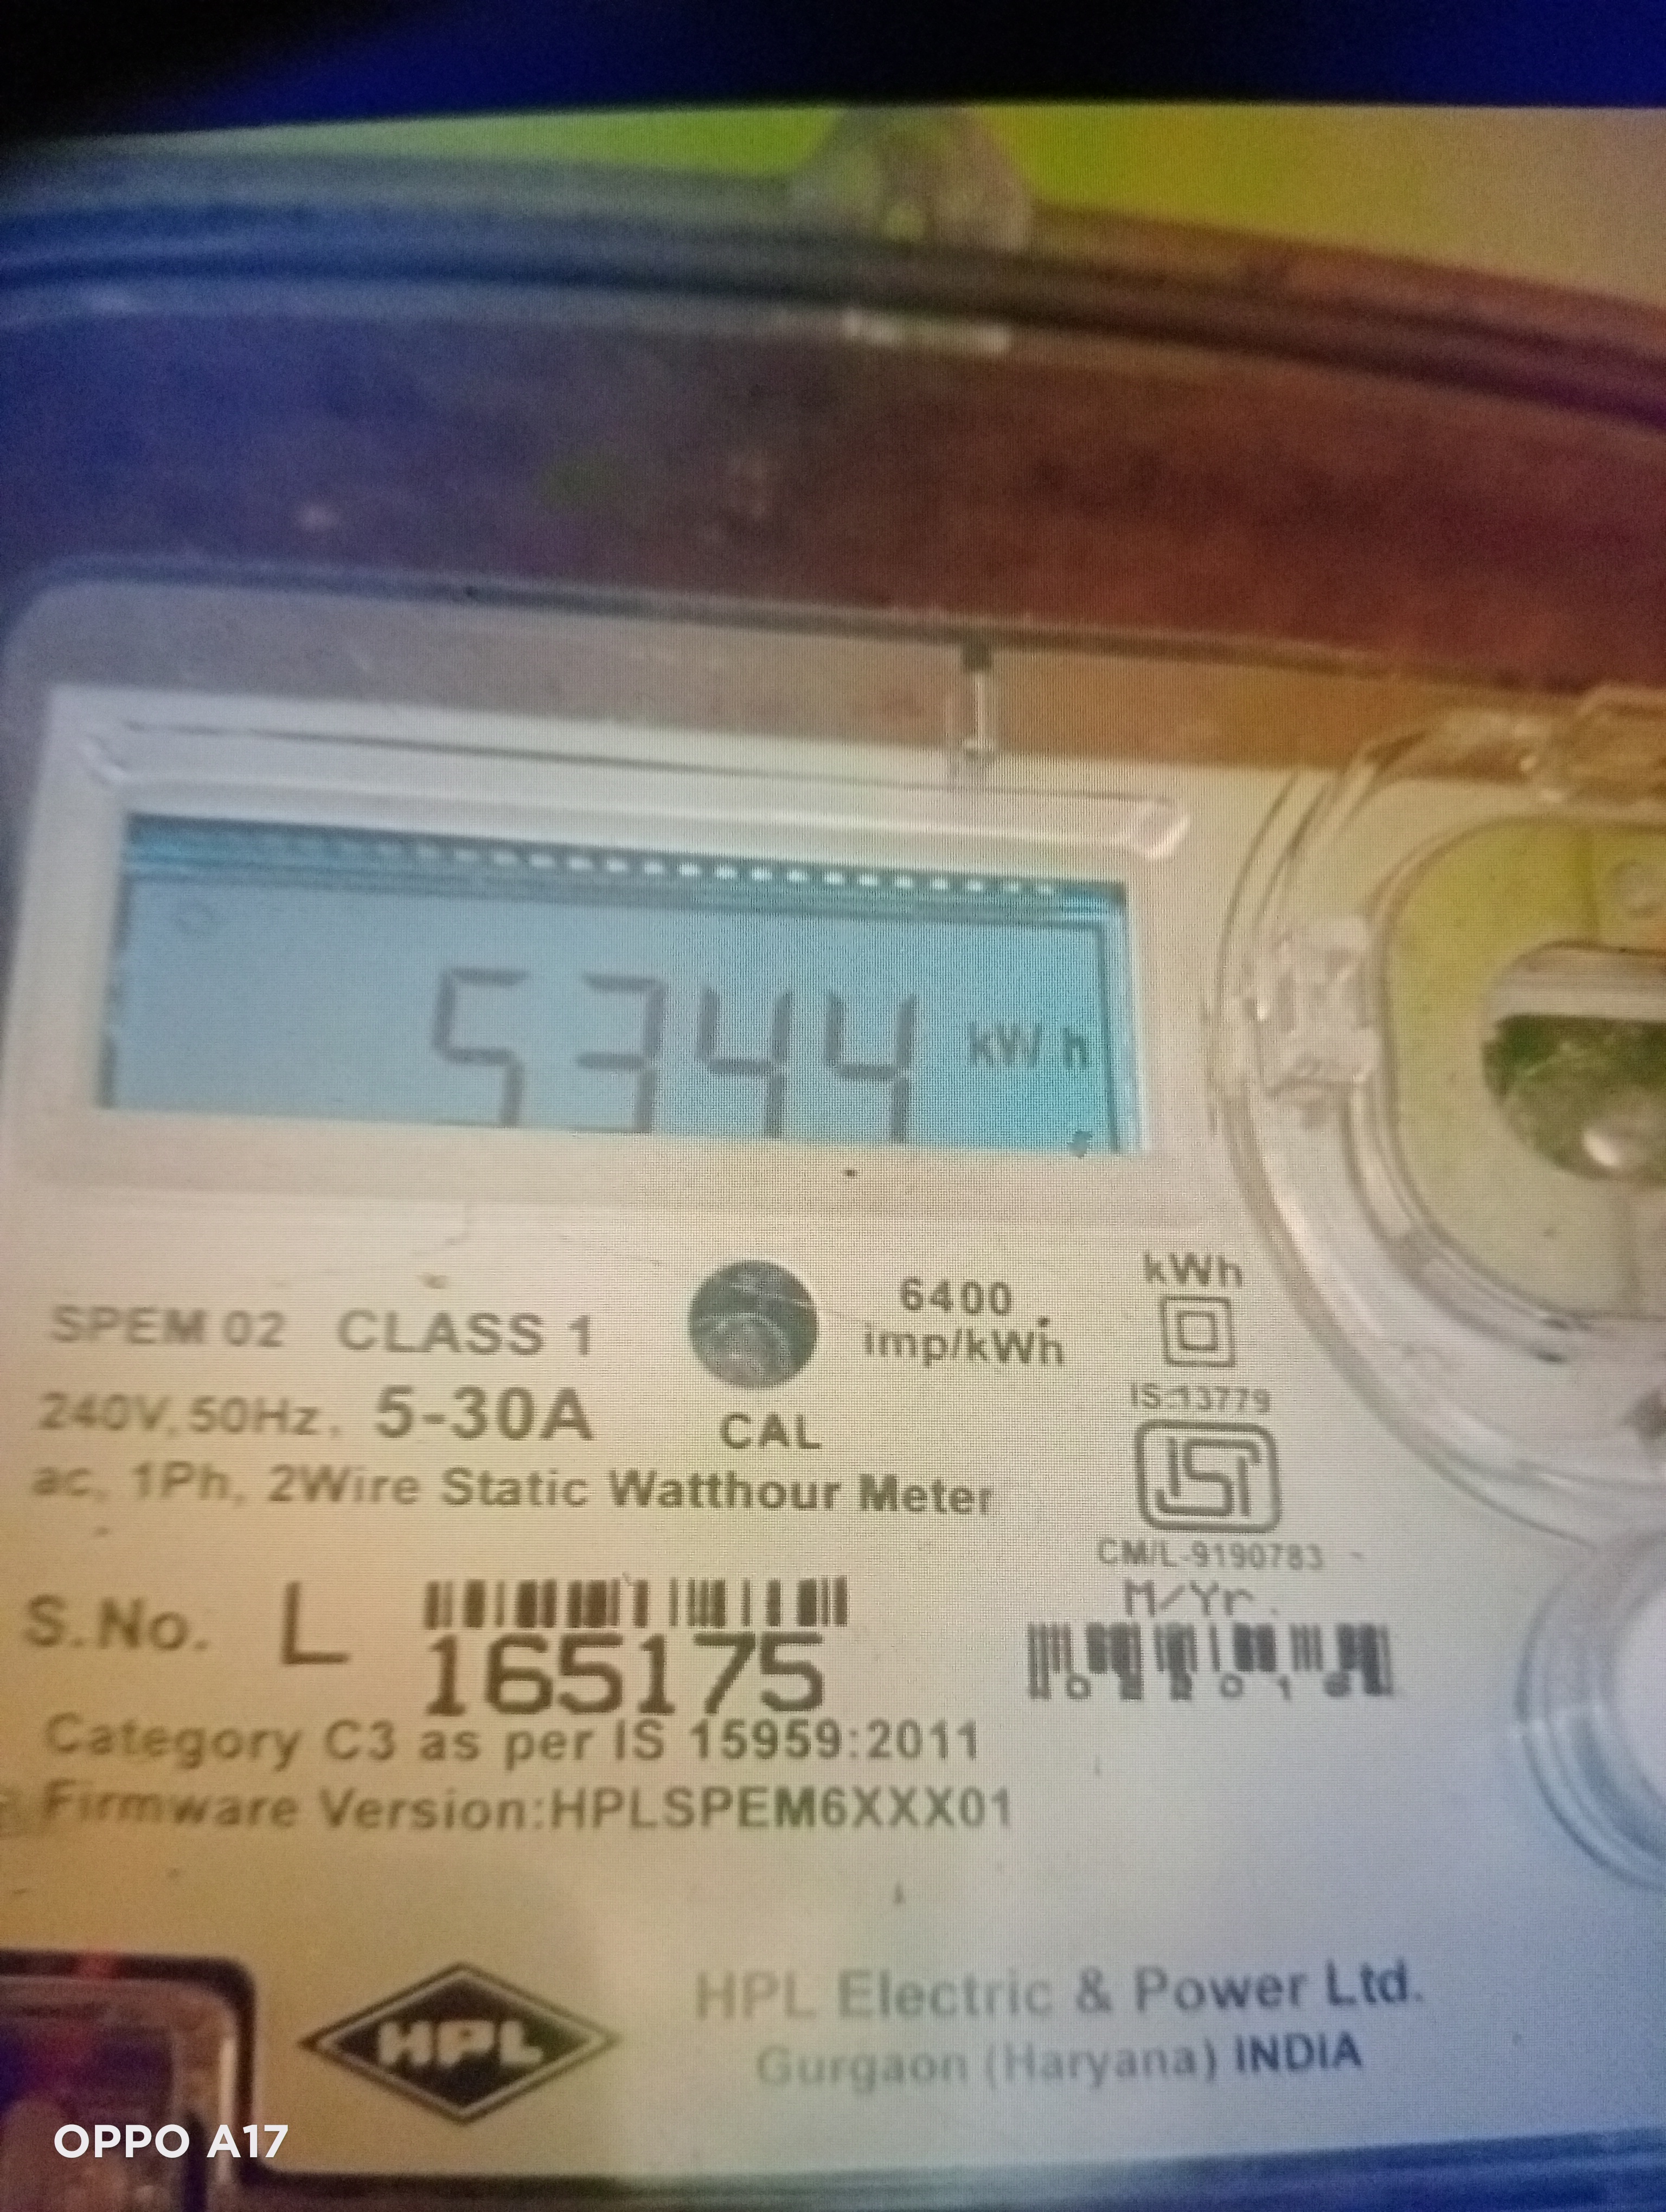 5344 kW h
6400
imp/kWh
kWh
SPEM 02 CLASS 1
IS:13779
240V, 50Hz, 5-30A
CAL
ISI
ac, 1Ph, 2Wire Static Watthour Meter
CM/L-9190783
M/Yr.
S.No. L 165175
Category C3 as per IS 15959:2011
Firmware Version:HPLSPEM6XXX01
HPL
HPL Electric & Power Ltd.
Gurgaon (Haryana) INDIA
OPPO A17